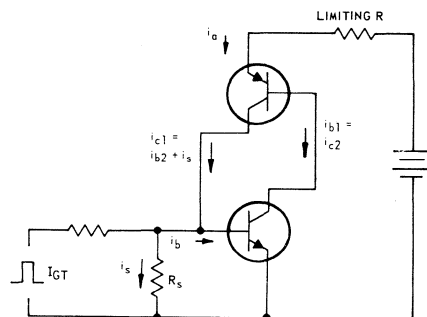 LIMITING R
i_a
i_c1 =
i_b2 + i_s
i_b1 =
i_c2
i_b
I_GT
i_s
R_s